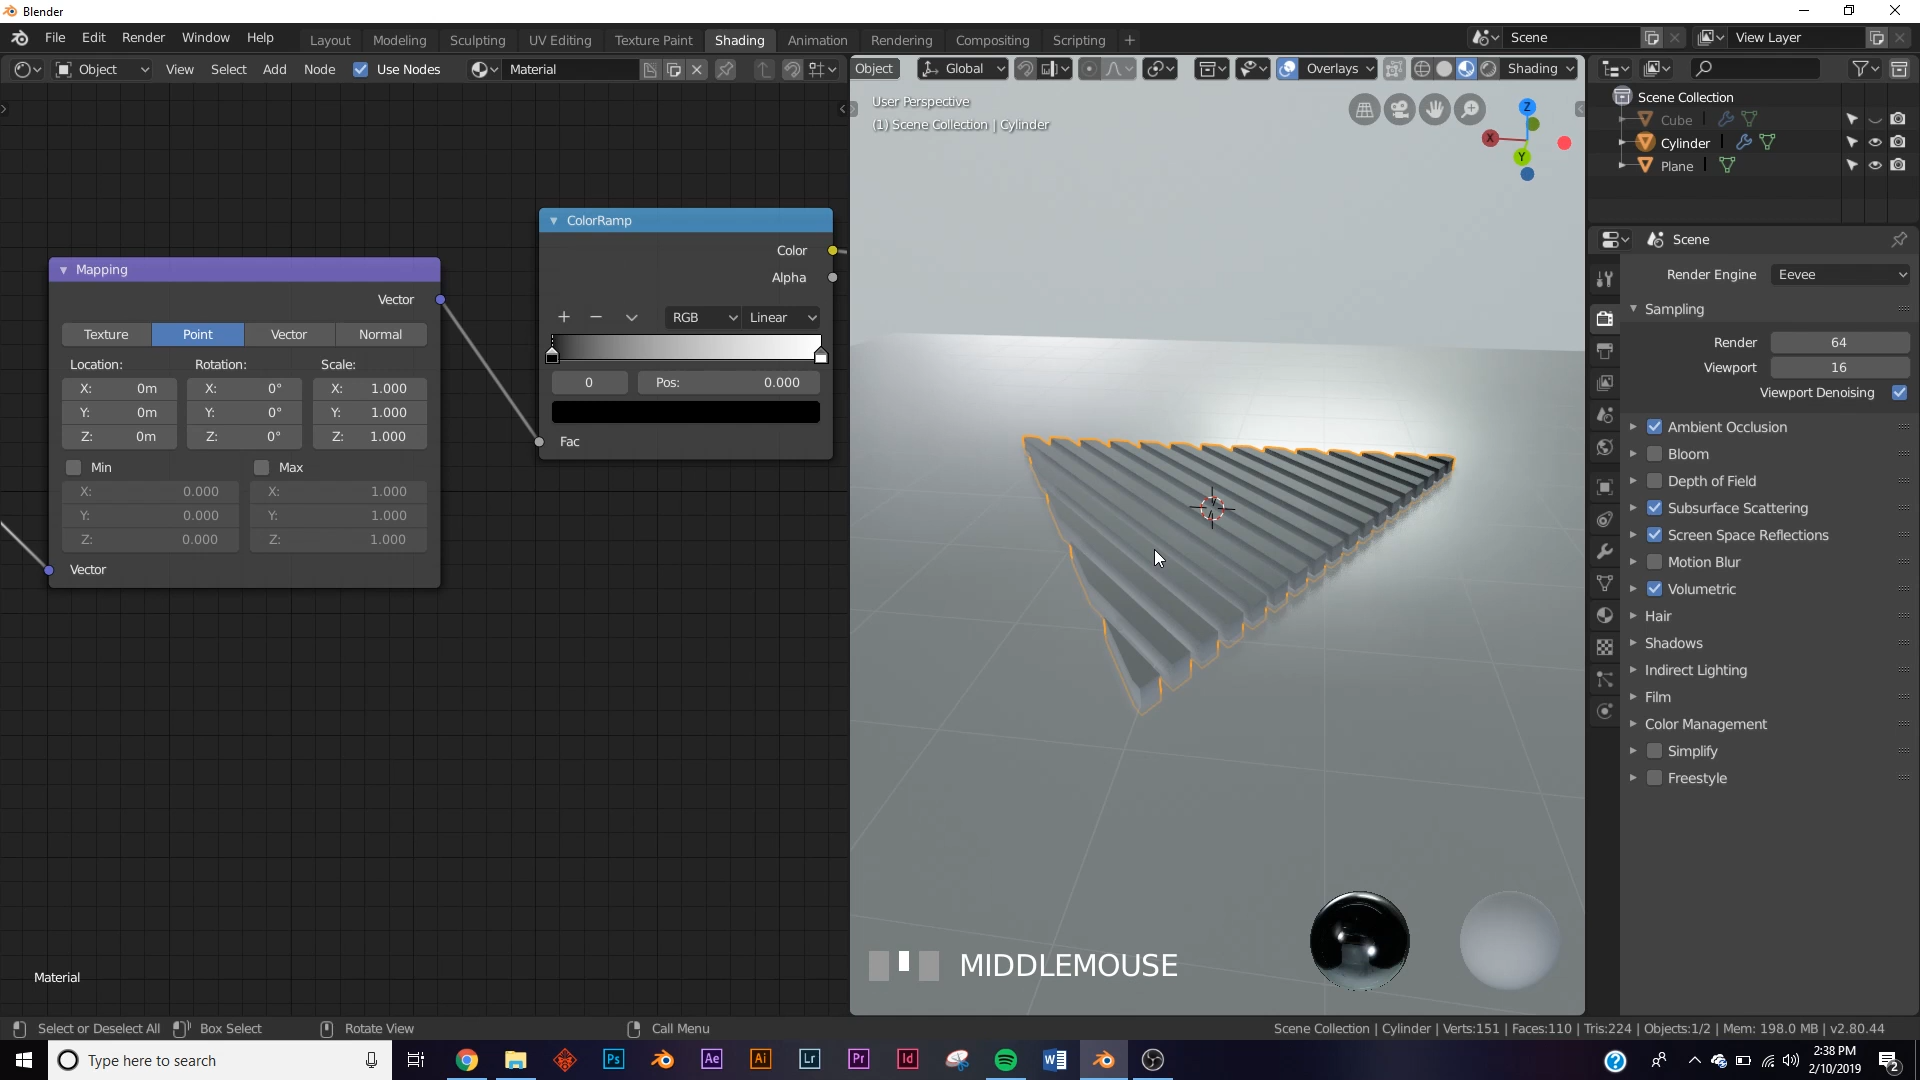 Blender
File Edit Render Window Help
Layout Modeling Sculpting UV Editing Texture Paint Shading Animation Rendering Compositing Scripting +
Scene
View Layer
Object View Select Add Node Use Nodes Material
Object Global Overlays Shading
User Perspective
(1) Scene Collection | Cylinder
Z
X
Y
Mapping
Vector
Texture Point Vector Normal
Location: Rotation: Scale:
X: 0m X: 0° X: 1.000
Y: 0m Y: 0° Y: 1.000
Z: 0m Z: 0° Z: 1.000
Min Max
X: 0.000 X: 1.000
Y: 0.000 Y: 1.000
Z: 0.000 Z: 1.000
Vector
ColorRamp
Color
Alpha
RGB Linear
0 Pos: 0.000
Fac
Material
MIDDLEMOUSE
Scene Collection
Cube
Cylinder
Plane
Scene
Render Engine Eevee
Sampling
Render 64
Viewport 16
Viewport Denoising
Ambient Occlusion
Bloom
Depth of Field
Subsurface Scattering
Screen Space Reflections
Motion Blur
Volumetric
Hair
Shadows
Indirect Lighting
Film
Color Management
Simplify
Freestyle
Select or Deselect All Box Select Rotate View Call Menu
Scene Collection | Cylinder | Verts:151 | Faces:110 | Tris:224 | Objects:1/2 | Mem: 198.0 MB | v2.80.44
Type here to search
Ps Ae Ai Lr Pr Id
2:38 PM
2/10/2019
2